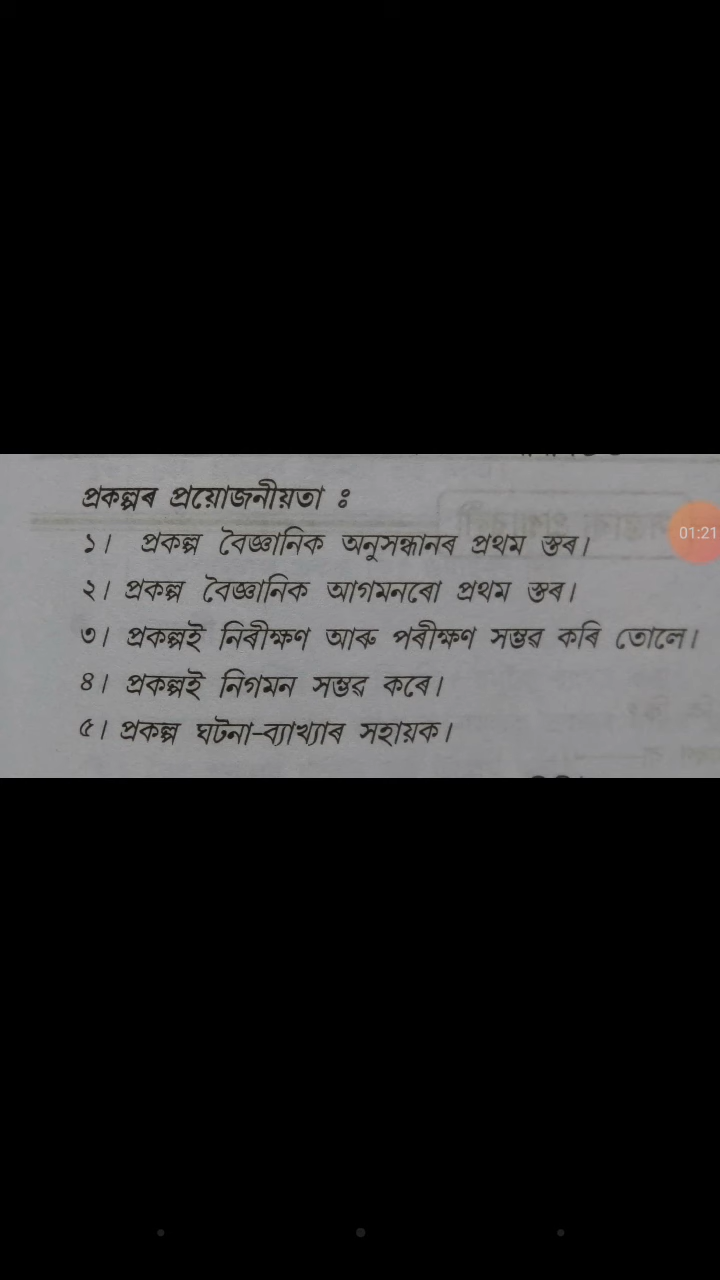 প্ৰকল্পৰ প্ৰয়োজনীয়তা ঃ
১। প্ৰকল্প বৈজ্ঞানিক অনুসন্ধানৰ প্ৰথম স্তৰ।
01:21
২। প্ৰকল্প বৈজ্ঞানিক আগমনৰো প্ৰথম স্তৰ।
৩। প্ৰকল্পই নিৰীক্ষণ আৰু পৰীক্ষণ সম্ভৱ কৰি তোলে।
৪। প্ৰকল্পই নিগমন সম্ভৱ কৰে।
৫। প্ৰকল্প ঘটনা-ব্যাখ্যাৰ সহায়ক।